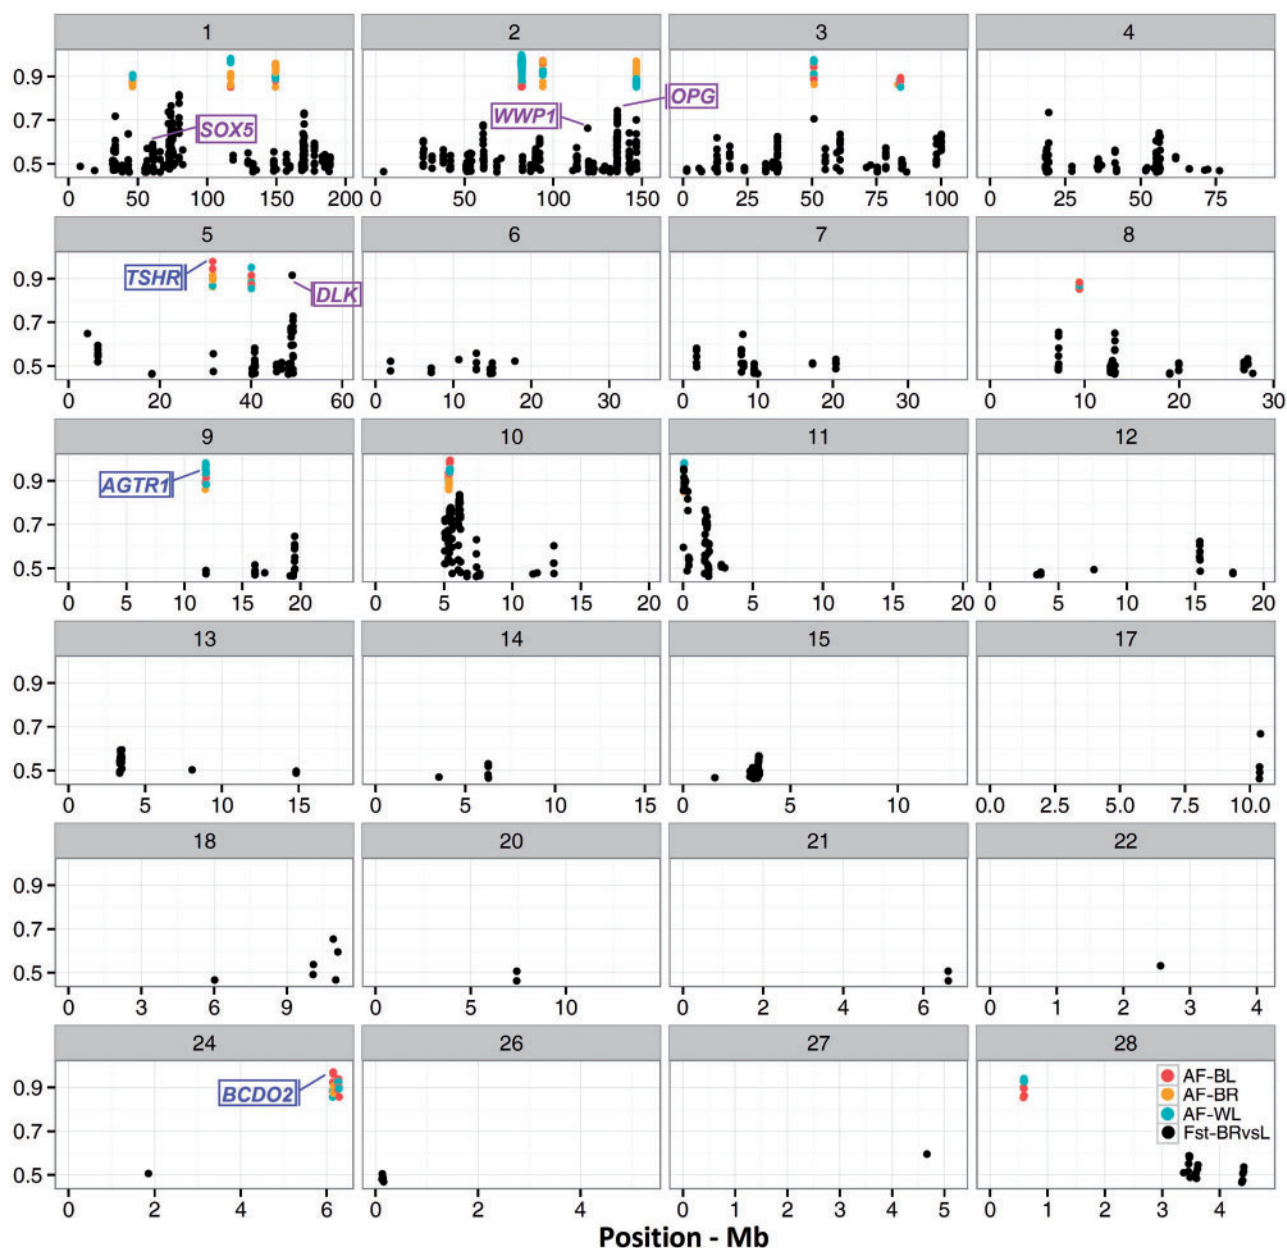 1 2 3 4
0.9
0.7
0.5
SOX5
WWP1
OPG
0 50 100 150 200
0 50 100 150
0 25 50 75 100
0 25 50 75
5 6 7 8
0.9
0.7
0.5
TSHR
DLK
0 20 40 60
0 10 20 30
0 10 20 30
0 10 20 30
9 10 11 12
0.9
0.7
0.5
AGTR1
0 5 10 15 20
0 5 10 15 20
0 5 10 15 20
0 5 10 15 20
13 14 15 17
0.9
0.7
0.5
0 5 10 15
0 5 10 15
0 5 10
0.0 2.5 5.0 7.5 10.0
18 20 21 22
0.9
0.7
0.5
0 3 6 9
0 5 10
0 2 4 6
0 1 2 3 4
24 26 27 28
0.9
0.7
0.5
BCDO2
AF-BL
AF-BR
AF-WL
Fst-BRvsL
0 2 4 6
0 2 4
0 1 2 3 4 5
0 1 2 3 4
Position - Mb